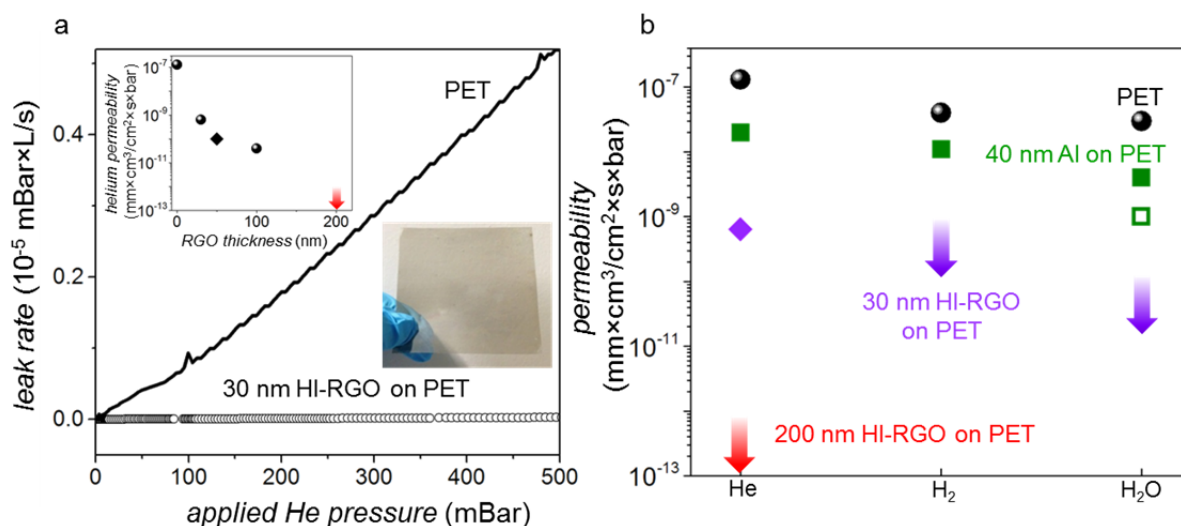 a
leak rate (10⁻⁵ mBar×L/s)
0.4
0.2
0.0
helium permeability
(mm×cm³/cm²×s×bar)
10⁻⁷
10⁻⁹
10⁻¹¹
10⁻¹³
0
100
200
RGO thickness (nm)
PET
30 nm HI-RGO on PET
0
100
200
300
400
500
applied He pressure (mBar)
b
permeability
(mm×cm³/cm²×s×bar)
10⁻⁷
10⁻⁹
10⁻¹¹
10⁻¹³
PET
40 nm Al on PET
30 nm HI-RGO
on PET
200 nm HI-RGO on PET
He
H₂
H₂O